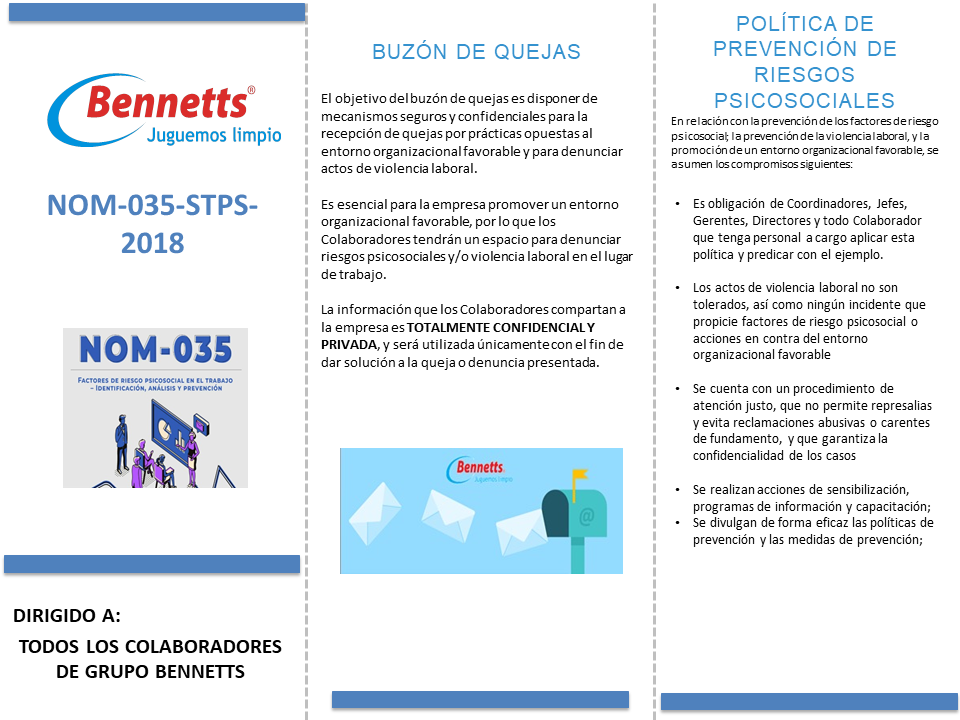 Bennetts®
Juguemos limpio
NOM-035-STPS-
2018
NOM-035
FACTORES DE RIESGO PSICOSOCIAL EN EL TRABAJO
– IDENTIFICACIÓN, ANÁLISIS Y PREVENCIÓN
DIRIGIDO A:
TODOS LOS COLABORADORES
DE GRUPO BENNETTS
BUZÓN DE QUEJAS
El objetivo del buzón de quejas es disponer de
mecanismos seguros y confidenciales para la
recepción de quejas por prácticas opuestas al
entorno organizacional favorable y para denunciar
actos de violencia laboral.
Es esencial para la empresa promover un entorno
organizacional favorable, por lo que los
Colaboradores tendrán un espacio para denunciar
riesgos psicosociales y/o violencia laboral en el lugar
de trabajo.
La información que los Colaboradores compartan a
la empresa es TOTALMENTE CONFIDENCIAL Y
PRIVADA, y será utilizada únicamente con el fin de
dar solución a la queja o denuncia presentada.
Bennetts®
Juguemos limpio
@
POLÍTICA DE
PREVENCIÓN DE
RIESGOS
PSICOSOCIALES
En relación con la prevención de los factores de riesgo
psicosocial; la prevención de la violencia laboral, y la
promoción de un entorno organizacional favorable, se
asumen los compromisos siguientes:
• Es obligación de Coordinadores, Jefes,
Gerentes, Directores y todo Colaborador
que tenga personal a cargo aplicar esta
política y predicar con el ejemplo.
• Los actos de violencia laboral no son
tolerados, así como ningún incidente que
propicie factores de riesgo psicosocial o
acciones en contra del entorno
organizacional favorable
• Se cuenta con un procedimiento de
atención justo, que no permite represalias
y evita reclamaciones abusivas o carentes
de fundamento, y que garantiza la
confidencialidad de los casos
• Se realizan acciones de sensibilización,
programas de información y capacitación;
• Se divulgan de forma eficaz las políticas de
prevención y las medidas de prevención;